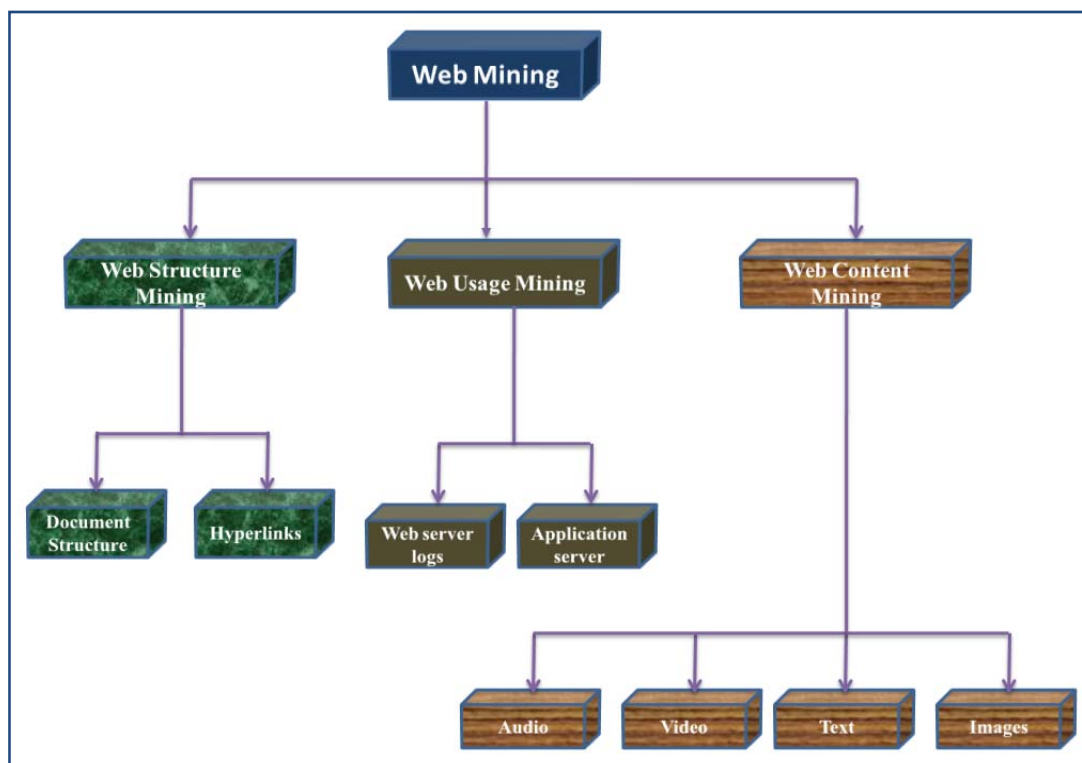 Web Mining
Web Structure
Mining
Web Usage Mining
Web Content
Mining
Document
Structure
Hyperlinks
Web server
logs
Application
server
Audio
Video
Text
Images